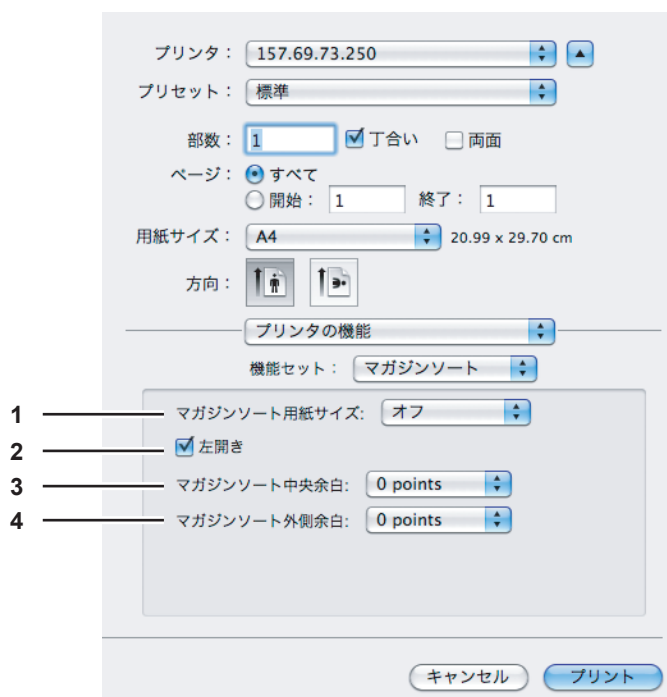 プリンタ： 157.69.73.250
プリセット： 標準
部数： 1 丁合い 両面
ページ： すべて
開始： 1 終了： 1
用紙サイズ： A4 20.99 x 29.70 cm
方向：
プリンタの機能
機能セット： マガジンソート
1 マガジンソート用紙サイズ: オフ
2 左開き
3 マガジンソート中央余白: 0 points
4 マガジンソート外側余白: 0 points
キャンセル プリント